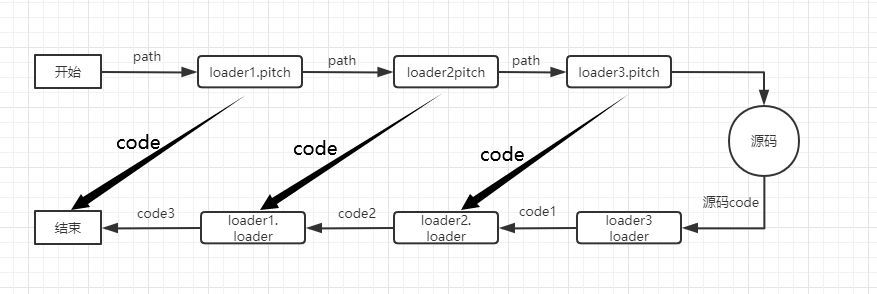 path
path
path
开始
loader1.pitch
loader2pitch
loader3.pitch
code
code
code
源码
源码code
code3
code2
code1
结束
loader1.
loader
loader2.
loader
loader3
loader